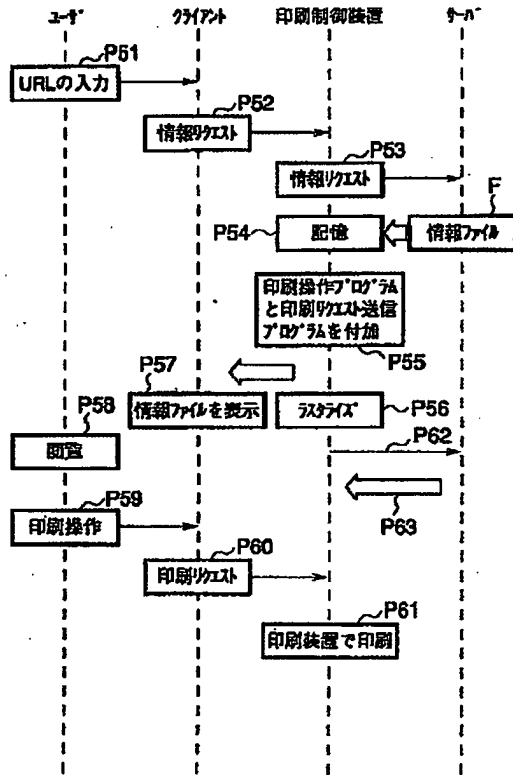 ユーザ クライアント 印刷制御装置 サーバ
P51
URLの入力
P52
情報リクエスト
P53
情報リクエスト
F
P54 記憶 情報ファイル
印刷操作プログラム
と印刷リクエスト送信
プログラムを付加
P55
P57
P58 情報ファイルを表示 ラスタライズ P56
閲覧 P62
P59 P63
印刷操作
P60
印刷リクエスト
P61
印刷装置で印刷